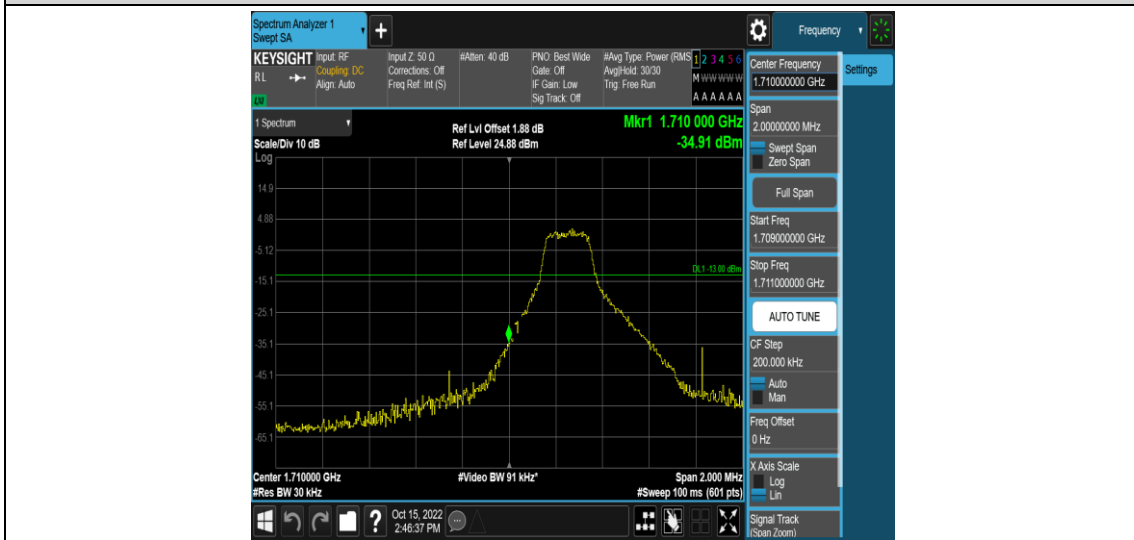 Spectrum Analyzer 1
Swept SA
+
Frequency
KEYSIGHT
RL
LXI
Input: RF
Coupling: DC
Align: Auto
Input Z: 50 Ω
Corrections: Off
Freq Ref: Int (S)
#Atten: 40 dB
PNO: Best Wide
Gate: Off
IF Gain: Low
Sig Track: Off
#Avg Type: Power (RMS
Avg|Hold: 30/30
Trig: Free Run
1 2 3 4 5 6
M W W W W W
A A A A A A
1 Spectrum
Scale/Div 10 dB
Log
Ref Lvl Offset 1.88 dB
Ref Level 24.88 dBm
Mkr1 1.710 000 GHz
-34.91 dBm
14.9
4.88
-5.12
DL1 -13.00 dBm
-15.1
-25.1
1
-35.1
-45.1
-55.1
-65.1
Center 1.710000 GHz
#Res BW 30 kHz
#Video BW 91 kHz*
Span 2.000 MHz
#Sweep 100 ms (601 pts)
?
Oct 15, 2022
2:46:37 PM
Center Frequency
1.710000000 GHz
Settings
Span
2.00000000 MHz
Swept Span
Zero Span
Full Span
Start Freq
1.709000000 GHz
Stop Freq
1.711000000 GHz
AUTO TUNE
CF Step
200.000 kHz
Auto
Man
Freq Offset
0 Hz
X Axis Scale
Log
Lin
Signal Track
(Span Zoom)